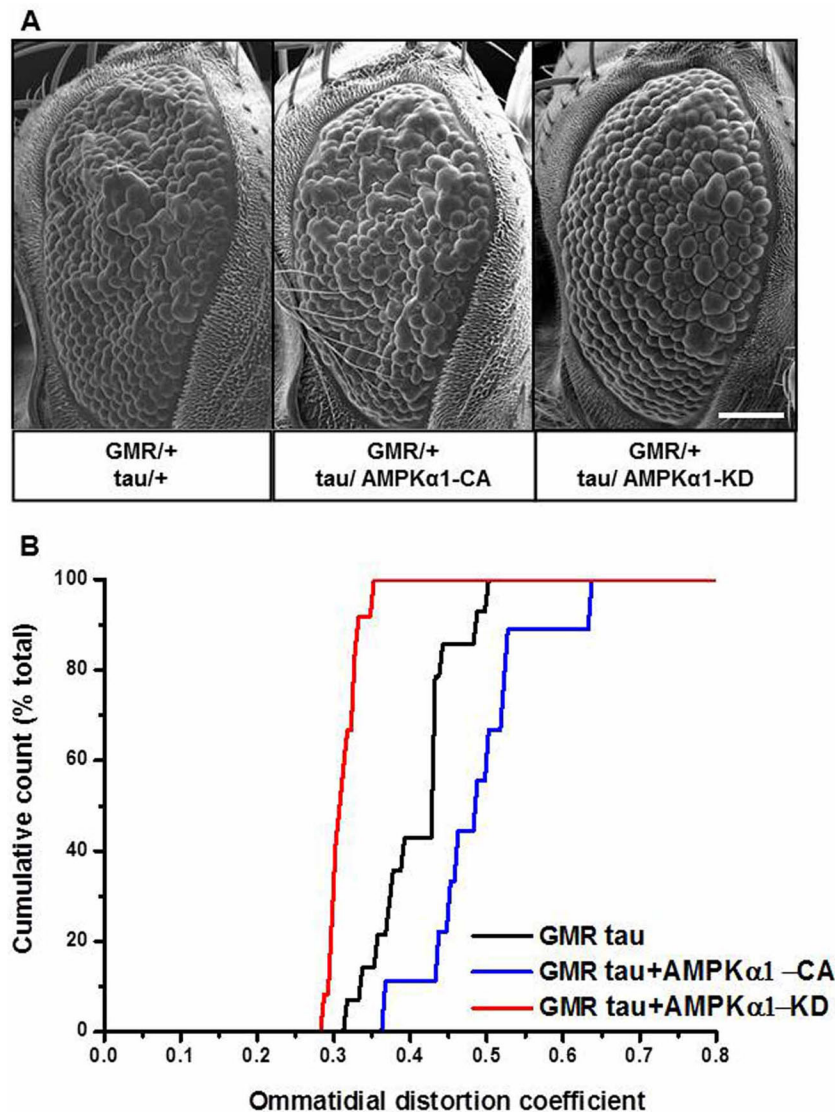 A
GMR/+
tau/+
GMR/+
tau/ AMPKα1-CA
GMR/+
tau/ AMPKα1-KD
B
Cumulative count (% total)
100
80
60
40
20
0
GMR tau
GMR tau+AMPKα1 –CA
GMR tau+AMPKα1–KD
0.0 0.1 0.2 0.3 0.4 0.5 0.6 0.7 0.8
Ommatidial distortion coefficient